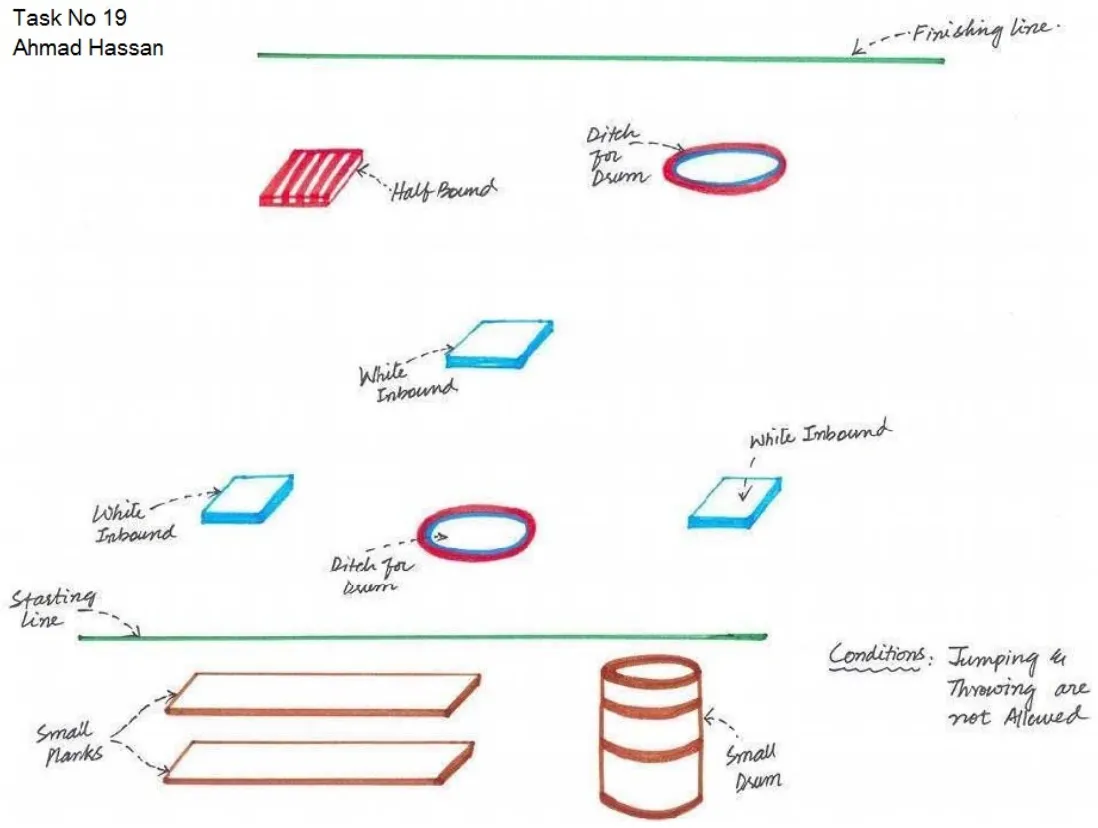 Task No 19
Ahmad Hassan
Finishing line.
Ditch
for
Drum
Half Bound
White
Inbound
White Inbound
White
Inbound
Ditch for
Drum
Starting
line
Conditions: Jumping &
Throwing are
not Allowed
Small
Planks
Small
Drum